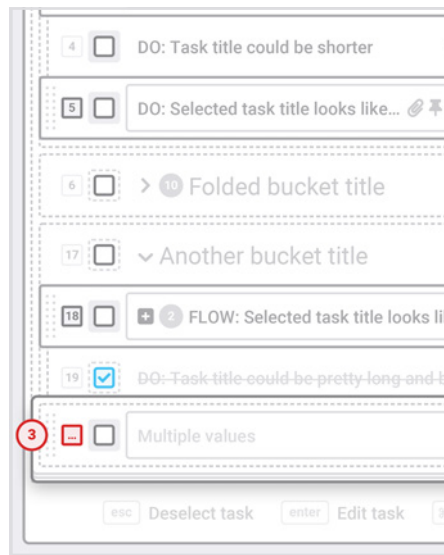 4 DO: Task title could be shorter
5 DO: Selected task title looks like...
6 10 Folded bucket title
17 Another bucket title
18 2 FLOW: Selected task title looks li
19 DO: Task title could be pretty long and b
3 ... Multiple values
esc Deselect task enter Edit task